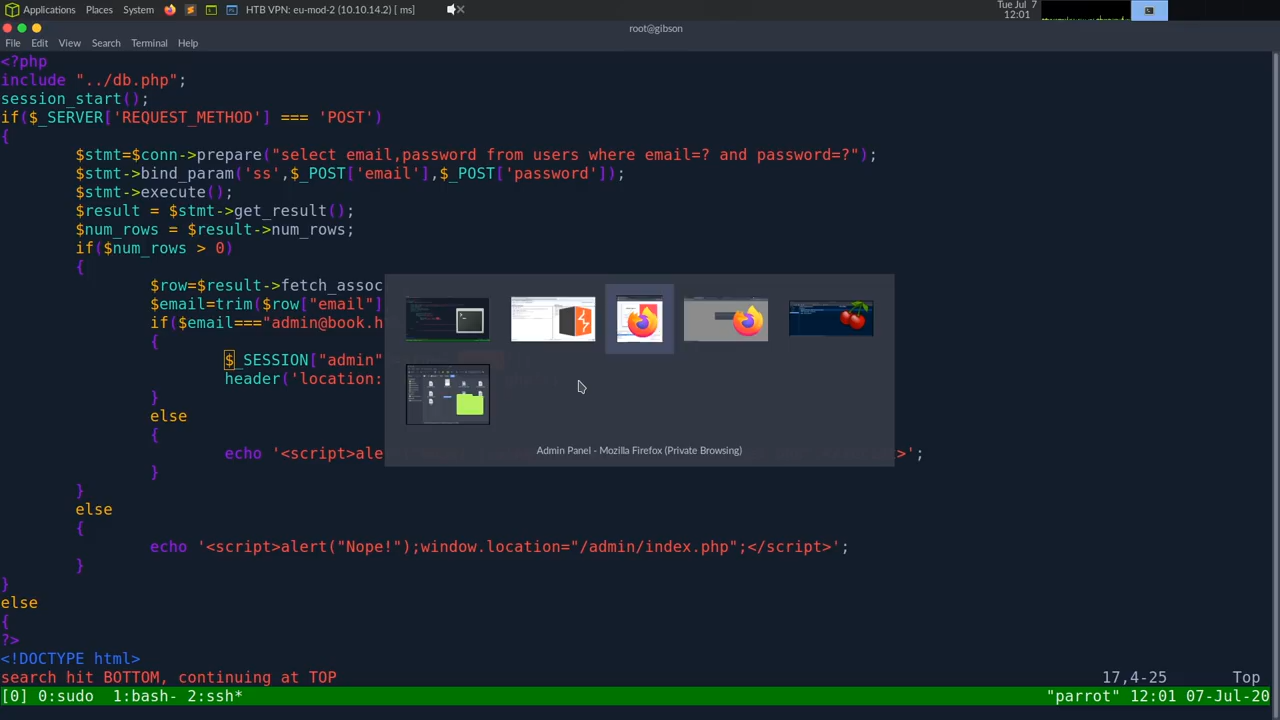 Applications Places System HTB VPN: eu-mod-2 (10.10.14.2) [ ms]
Tue Jul 7
12:01
root@gibson
File Edit View Search Terminal Help
<?php
include "../db.php";
session_start();
if($_SERVER['REQUEST_METHOD'] === 'POST')
{
$stmt=$conn->prepare("select email,password from users where email=? and password=?");
$stmt->bind_param('ss',$_POST['email'],$_POST['password']);
$stmt->execute();
$result = $stmt->get_result();
$num_rows = $result->num_rows;
if($num_rows > 0)
{
$row=$result->fetch_assoc
$email=trim($row["email"]
if($email==="admin@book.h
{
$_SESSION["admin"
header('location:
}
else
{
echo '<script>ale
>';
}
}
else
{
echo '<script>alert("Nope!");window.location="/admin/index.php";</script>';
}
}
else
{
?>
<!DOCTYPE html>
search hit BOTTOM, continuing at TOP 17,4-25 Top
[0] 0:sudo 1:bash- 2:ssh* "parrot" 12:01 07-Jul-20
Admin Panel - Mozilla Firefox (Private Browsing)